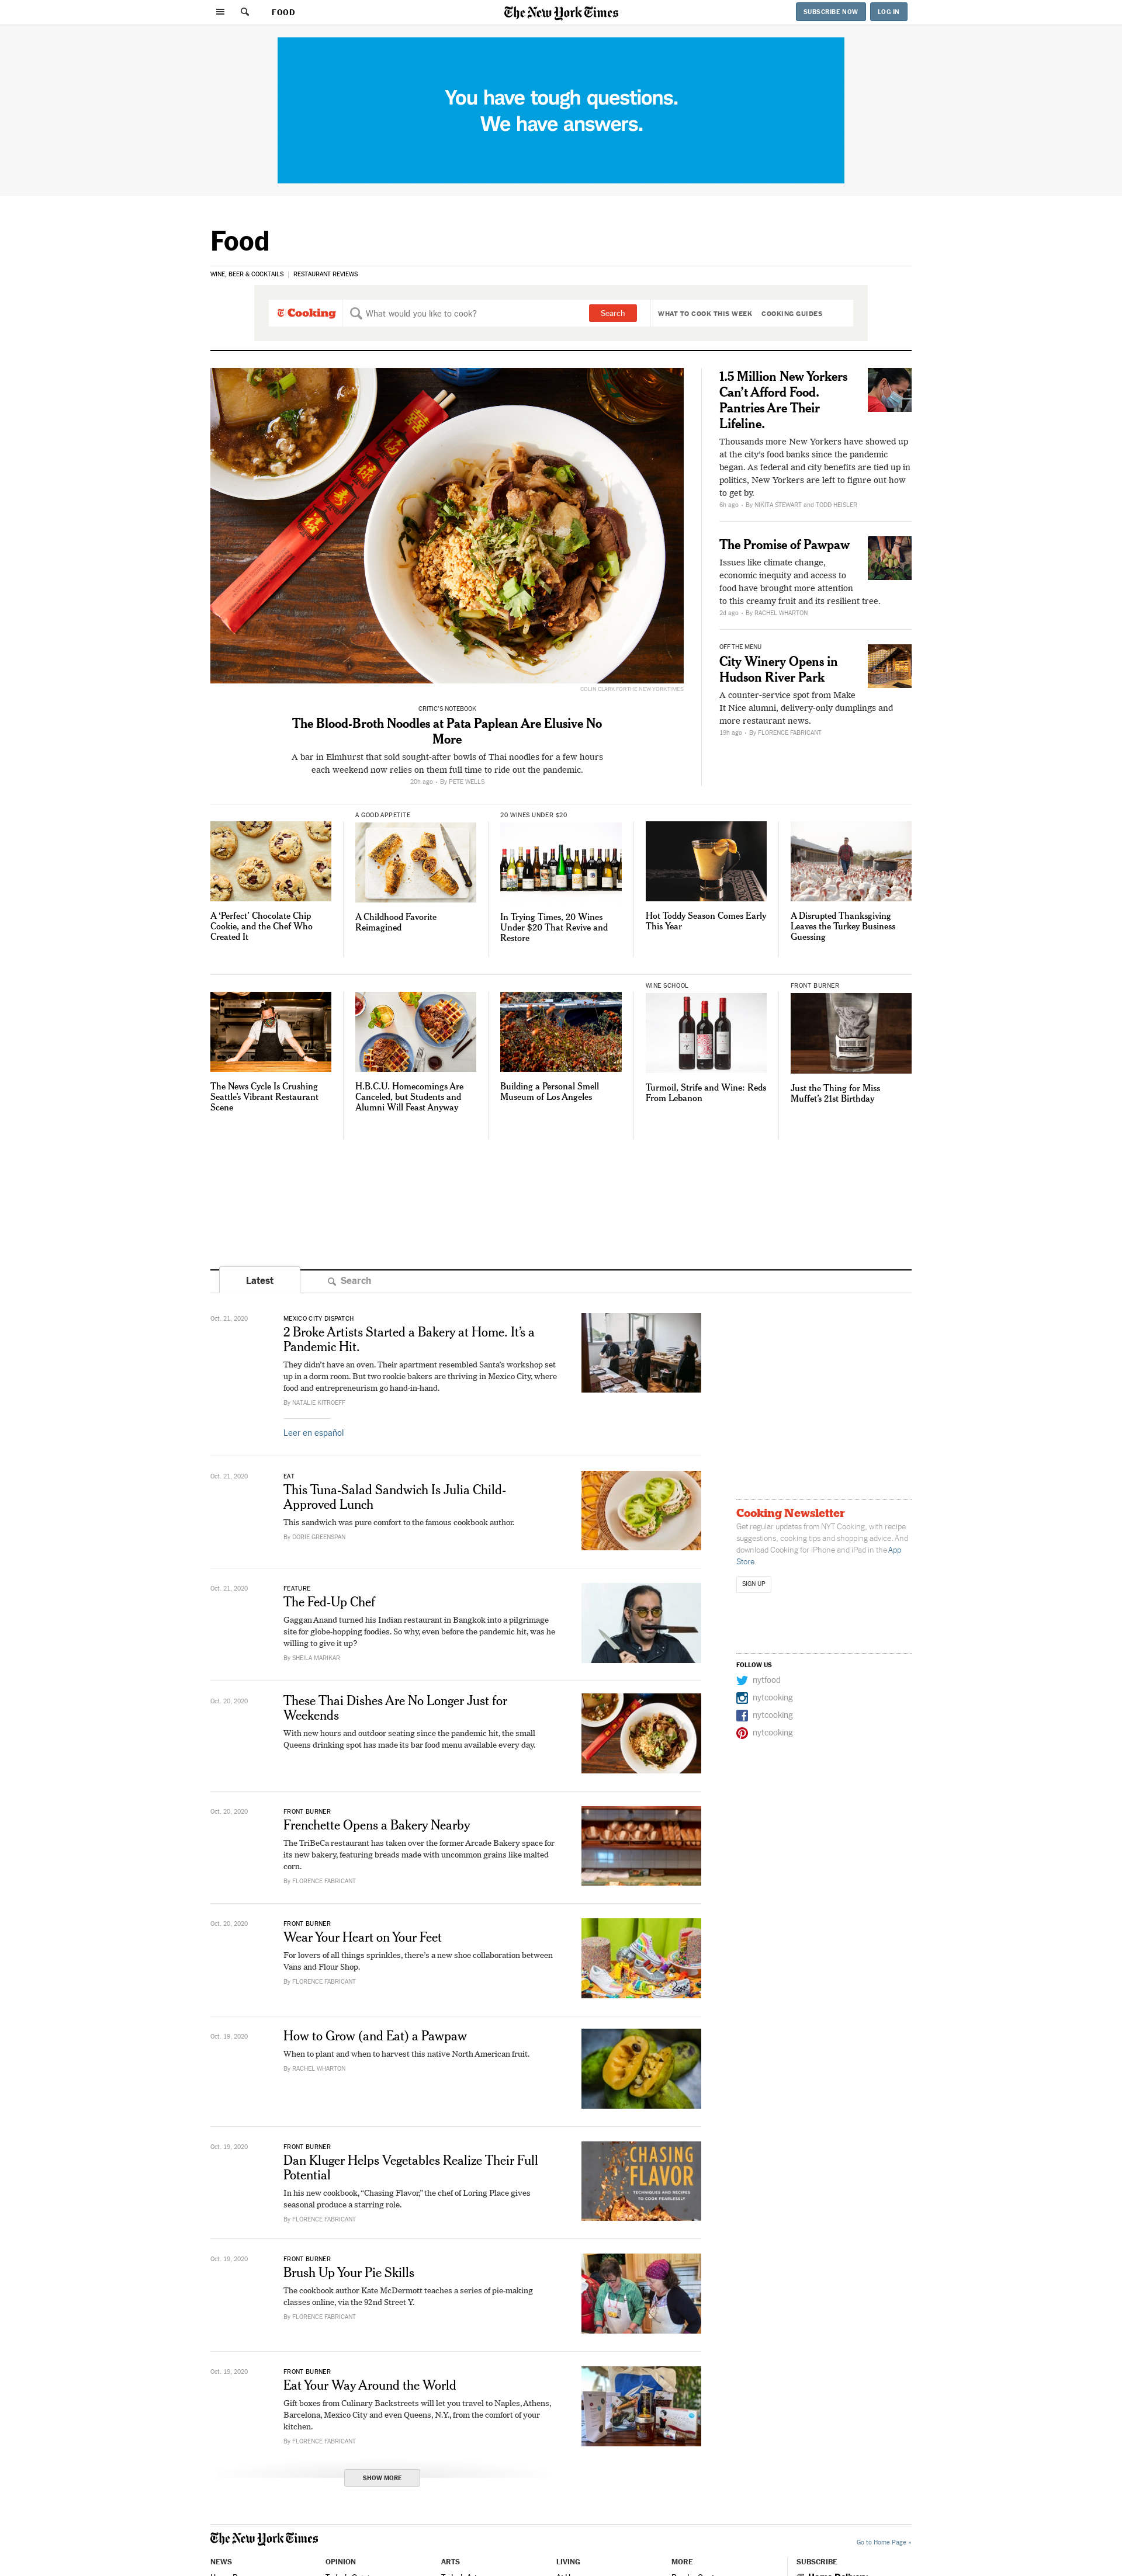 FOOD
The New York Times
SUBSCRIBE NOW
LOG IN
You have tough questions.
We have answers.
Food
WINE, BEER & COCKTAILS
RESTAURANT REVIEWS
Cooking
What would you like to cook?
Search
WHAT TO COOK THIS WEEK
COOKING GUIDES
COLIN CLARK FOR THE NEW YORK TIMES
CRITIC'S NOTEBOOK
The Blood-Broth Noodles at Pata Paplean Are Elusive No
More
A bar in Elmhurst that sold sought-after bowls of Thai noodles for a few hours
each weekend now relies on them full time to ride out the pandemic.
20h ago • By PETE WELLS
1.5 Million New Yorkers
Can't Afford Food.
Pantries Are Their
Lifeline.
Thousands more New Yorkers have showed up
at the city's food banks since the pandemic
began. As federal and city benefits are tied up in
politics, New Yorkers are left to figure out how
to get by.
6h ago • By NIKITA STEWART and TODD HEISLER
The Promise of Pawpaw
Issues like climate change,
economic inequity and access to
food have brought more attention
to this creamy fruit and its resilient tree.
2d ago • By RACHEL WHARTON
OFF THE MENU
City Winery Opens in
Hudson River Park
A counter-service spot from Make
It Nice alumni, delivery-only dumplings and
more restaurant news.
19h ago • By FLORENCE FABRICANT
A 'Perfect' Chocolate Chip
Cookie, and the Chef Who
Created It
A GOOD APPETITE
A Childhood Favorite
Reimagined
20 WINES UNDER $20
In Trying Times, 20 Wines
Under $20 That Revive and
Restore
Hot Toddy Season Comes Early
This Year
A Disrupted Thanksgiving
Leaves the Turkey Business
Guessing
The News Cycle Is Crushing
Seattle's Vibrant Restaurant
Scene
H.B.C.U. Homecomings Are
Canceled, but Students and
Alumni Will Feast Anyway
Building a Personal Smell
Museum of Los Angeles
WINE SCHOOL
Turmoil, Strife and Wine: Reds
From Lebanon
FRONT BURNER
Just the Thing for Miss
Muffet's 21st Birthday
Latest
Search
Oct. 21, 2020
MEXICO CITY DISPATCH
2 Broke Artists Started a Bakery at Home. It's a
Pandemic Hit.
They didn't have an oven. Their apartment resembled Santa's workshop set
up in a dorm room. But two rookie bakers are thriving in Mexico City, where
food and entrepreneurism go hand-in-hand.
By NATALIE KITROEFF
Leer en español
Oct. 21, 2020
EAT
This Tuna-Salad Sandwich Is Julia Child-
Approved Lunch
This sandwich was pure comfort to the famous cookbook author.
By DORIE GREENSPAN
Oct. 21, 2020
FEATURE
The Fed-Up Chef
Gaggan Anand turned his Indian restaurant in Bangkok into a pilgrimage
site for globe-hopping foodies. So why, even before the pandemic hit, was he
willing to give it up?
By SHEILA MARIKAR
Oct. 20, 2020
These Thai Dishes Are No Longer Just for
Weekends
With new hours and outdoor seating since the pandemic hit, the small
Queens drinking spot has made its bar food menu available every day.
Oct. 20, 2020
FRONT BURNER
Frenchette Opens a Bakery Nearby
The TriBeCa restaurant has taken over the former Arcade Bakery space for
its new bakery, featuring breads made with uncommon grains like malted
corn.
By FLORENCE FABRICANT
Oct. 20, 2020
FRONT BURNER
Wear Your Heart on Your Feet
For lovers of all things sprinkles, there's a new shoe collaboration between
Vans and Flour Shop.
By FLORENCE FABRICANT
Oct. 19, 2020
How to Grow (and Eat) a Pawpaw
When to plant and when to harvest this native North American fruit.
By RACHEL WHARTON
Oct. 19, 2020
FRONT BURNER
Dan Kluger Helps Vegetables Realize Their Full
Potential
In his new cookbook, "Chasing Flavor," the chef of Loring Place gives
seasonal produce a starring role.
By FLORENCE FABRICANT
CHASING
FLAVOR
TECHNIQUES AND RECIPES
TO COOK FEARLESSLY
Oct. 19, 2020
FRONT BURNER
Brush Up Your Pie Skills
The cookbook author Kate McDermott teaches a series of pie-making
classes online, via the 92nd Street Y.
By FLORENCE FABRICANT
Oct. 19, 2020
FRONT BURNER
Eat Your Way Around the World
Gift boxes from Culinary Backstreets will let you travel to Naples, Athens,
Barcelona, Mexico City and even Queens, N.Y., from the comfort of your
kitchen.
By FLORENCE FABRICANT
SHOW MORE
Cooking Newsletter
Get regular updates from NYT Cooking, with recipe
suggestions, cooking tips and shopping advice. And
download Cooking for iPhone and iPad in the App
Store.
SIGN UP
FOLLOW US
nytfood
nytcooking
nytcooking
nytcooking
The New York Times
Go to Home Page »
NEWS
OPINION
ARTS
LIVING
MORE
SUBSCRIBE